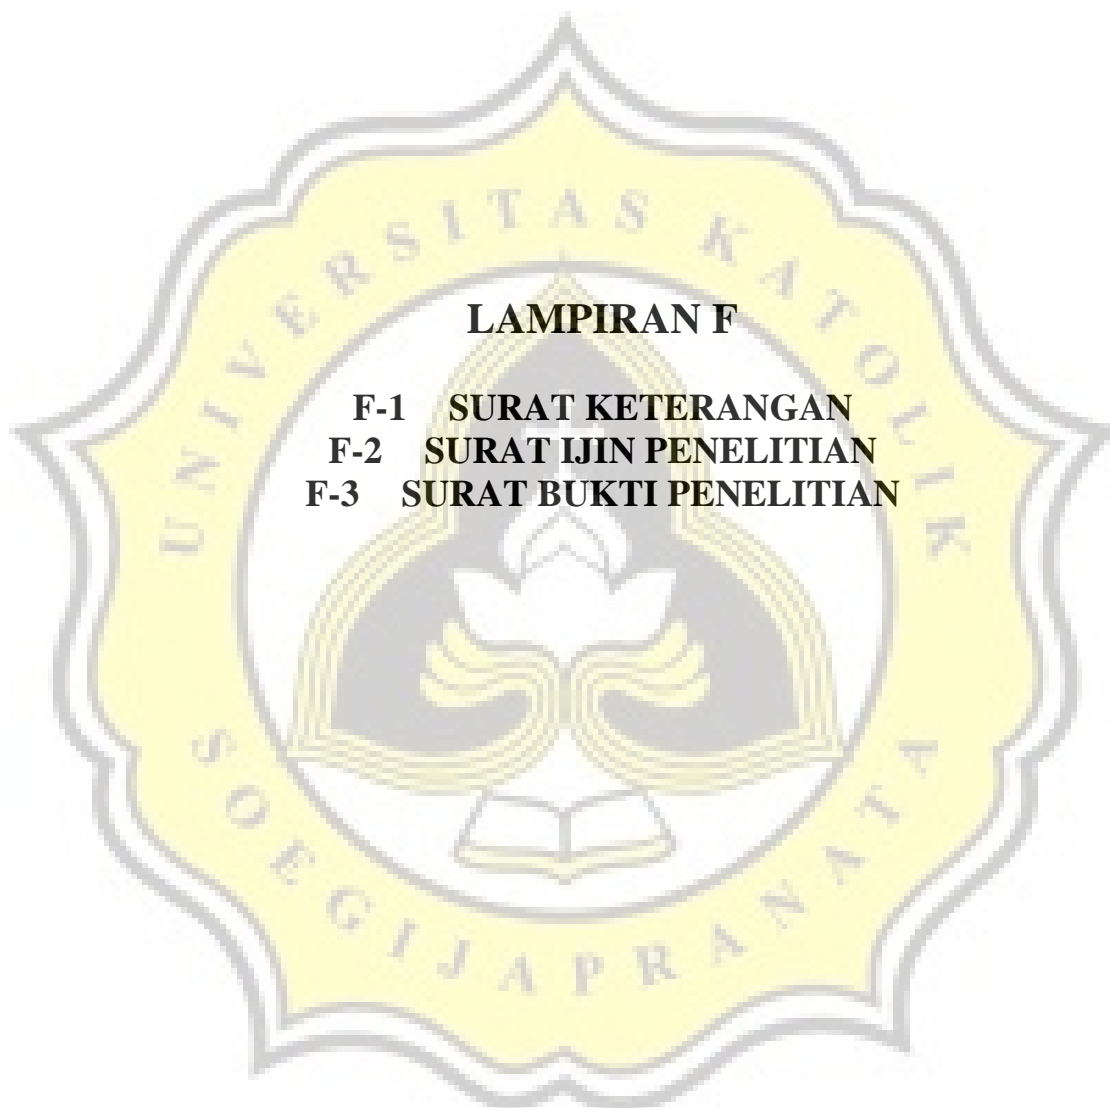 UNIVERSITAS KATOLIK
LAMPIRAN F
F-1 SURAT KETERANGAN
F-2 SURAT IJIN PENELITIAN
F-3 SURAT BUKTI PENELITIAN
SOEGIJAPRANATA